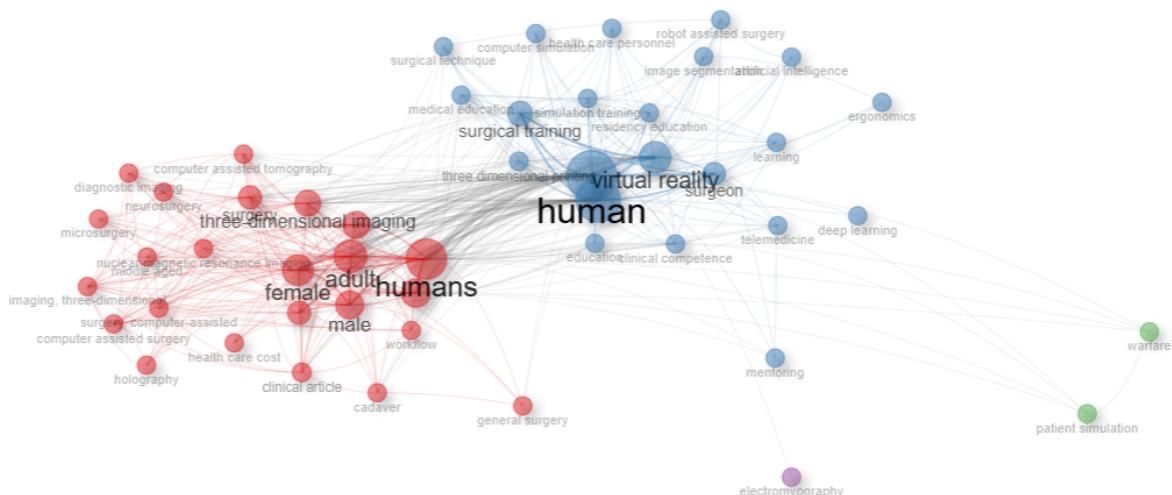 robot assisted surgery
health care personnel
computer simulation
surgical technique
image segmentation
artificial intelligence
medical education
ergonomics
simulation training
residency education
surgical training
learning
computer assisted tomography
three dimensional printing
virtual reality
diagnostic imaging
surgeon
neurosurgery
human
surgery
three-dimensional imaging
microsurgery
telemedicine
deep learning
education
clinical competence
nuclear magnetic resonance imaging
middle aged
adult
humans
female
imaging, three-dimensional
surgery, computer-assisted
male
computer assisted surgery
workflow
warfare
health care cost
mentoring
holography
clinical article
cadaver
general surgery
patient simulation
electromyography